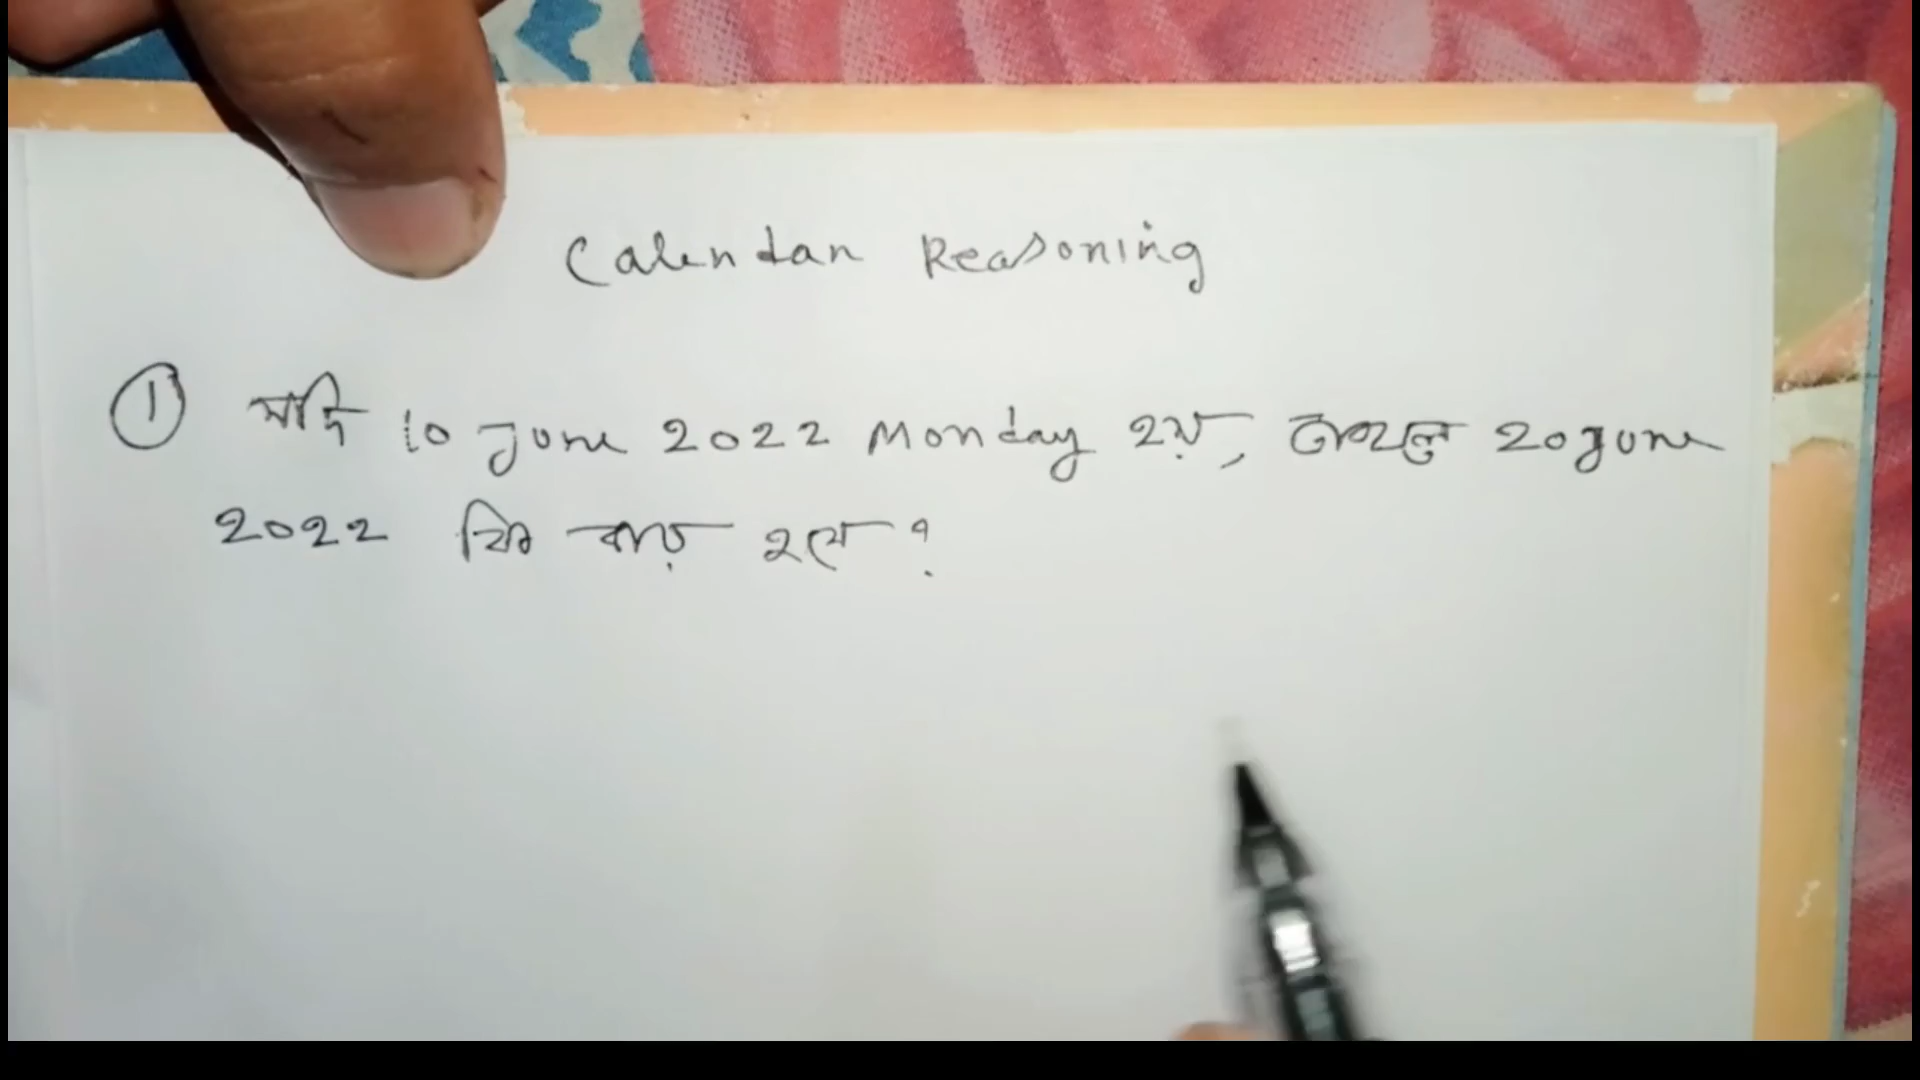 Calendar Reasoning
① যদি 10 June 2022 Monday হয়, তাহলে 20 June
2022 কি বাড় হবে?